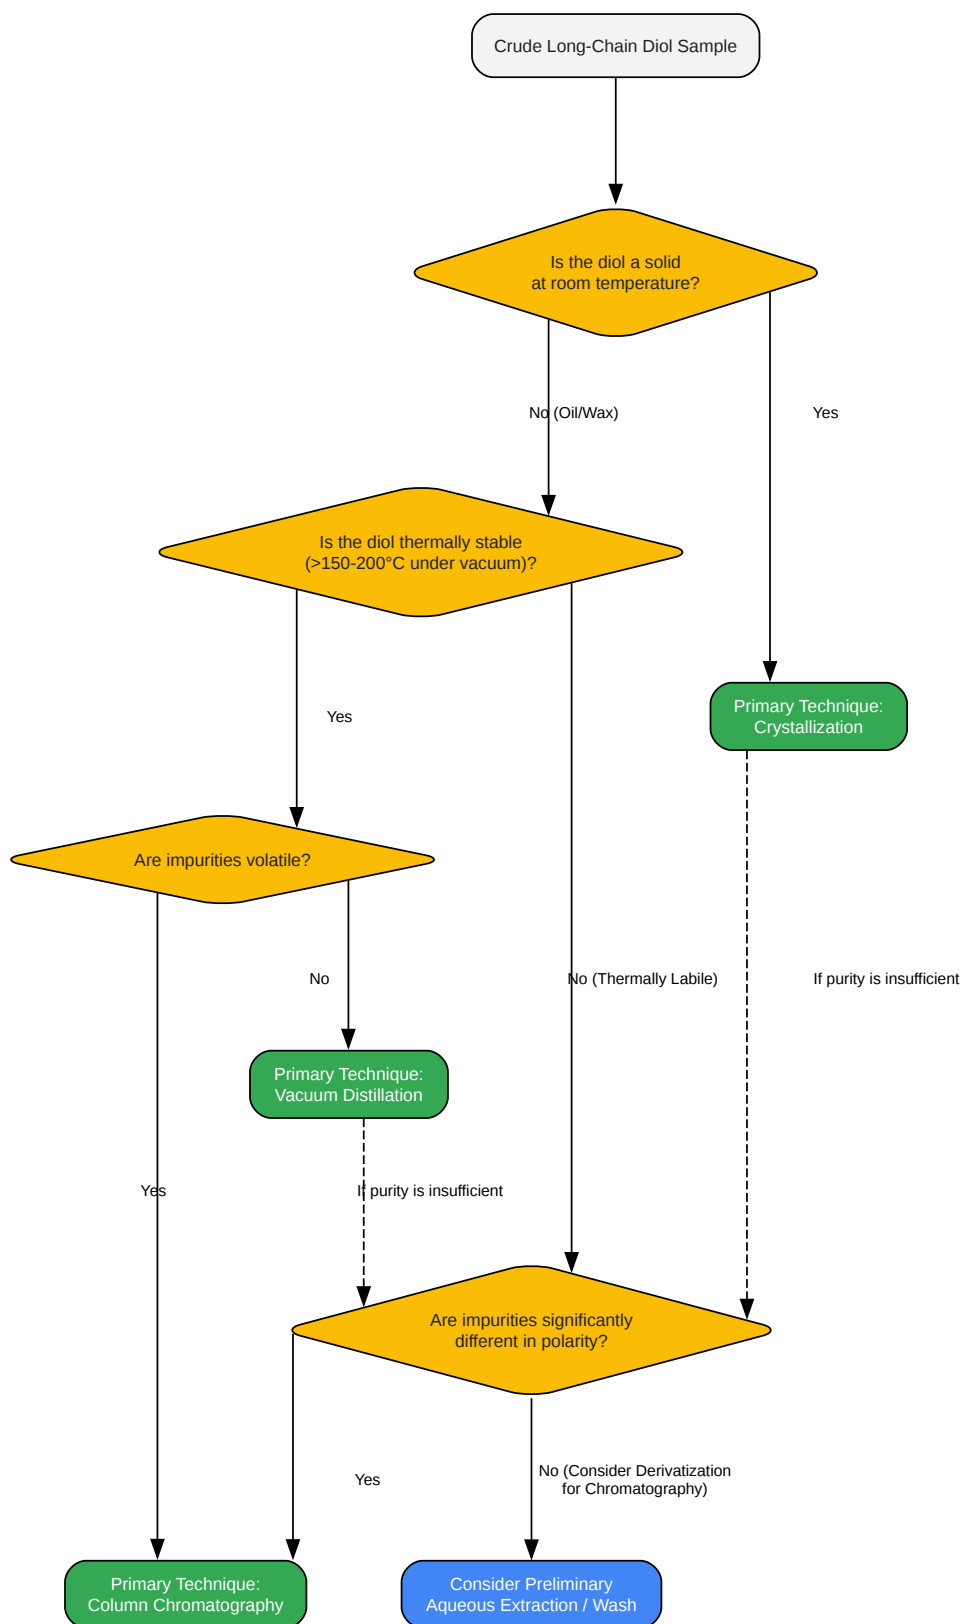 Crude Long-Chain Diol Sample
Is the diol a solid
at room temperature?
No (Oil/Wax)
Yes
Is the diol thermally stable
(>150-200°C under vacuum)?
Yes
Primary Technique:
Crystallization
Are impurities volatile?
No
No (Thermally Labile)
If purity is insufficient
Primary Technique:
Vacuum Distillation
Yes
If purity is insufficient
Are impurities significantly
different in polarity?
Yes
No (Consider Derivatization
for Chromatography)
Primary Technique:
Column Chromatography
Consider Preliminary
Aqueous Extraction / Wash